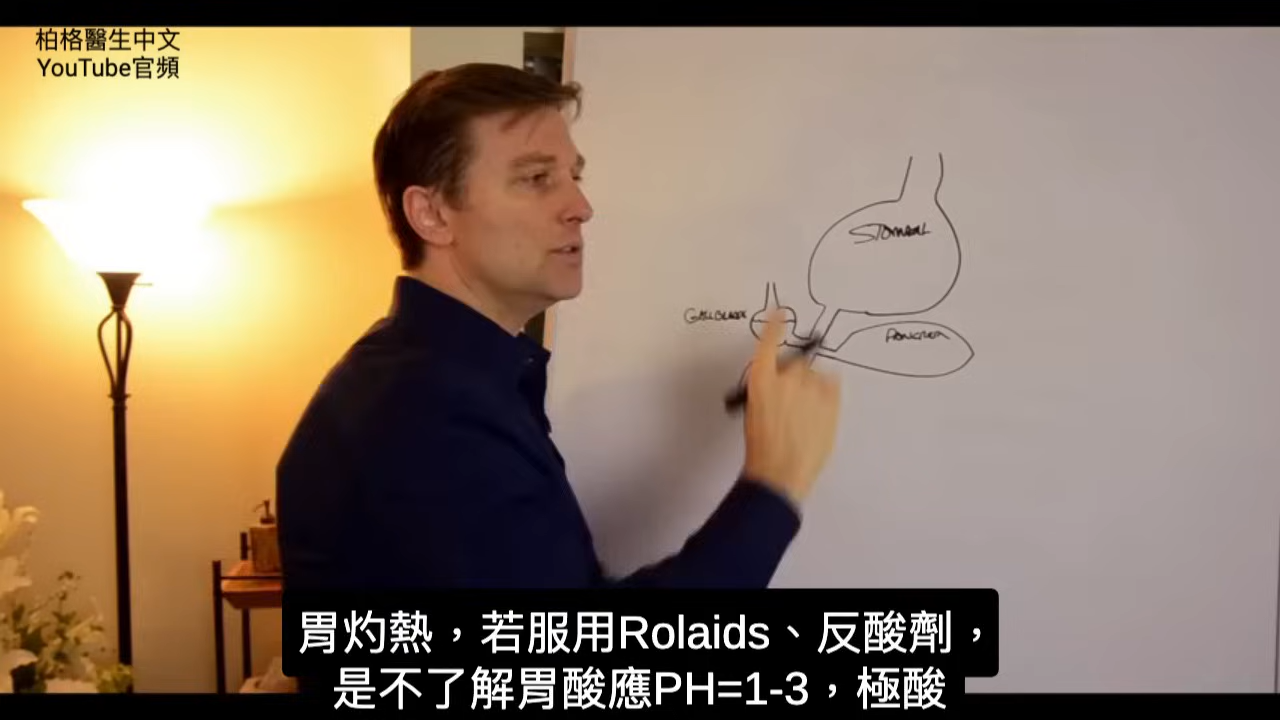 柏格醫生中文
YouTube官頻
STOMACH
GALLBLADDER
PANCREAS
胃灼熱，若服用Rolaids、反酸劑，
是不了解胃酸應PH=1-3，極酸